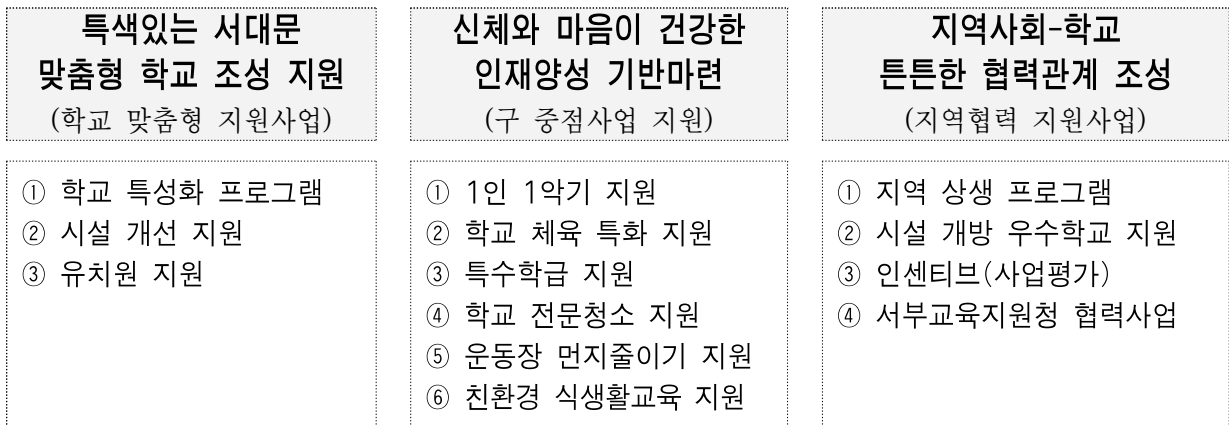 특색있는 서대문
맞춤형 학교 조성 지원
(학교 맞춤형 지원사업)
① 학교 특성화 프로그램
② 시설 개선 지원
③ 유치원 지원
신체와 마음이 건강한
인재양성 기반마련
(구 중점사업 지원)
① 1인 1악기 지원
② 학교 체육 특화 지원
③ 특수학급 지원
④ 학교 전문청소 지원
⑤ 운동장 먼지줄이기 지원
⑥ 친환경 식생활교육 지원
지역사회-학교
튼튼한 협력관계 조성
(지역협력 지원사업)
① 지역 상생 프로그램
② 시설 개방 우수학교 지원
③ 인센티브(사업평가)
④ 서부교육지원청 협력사업